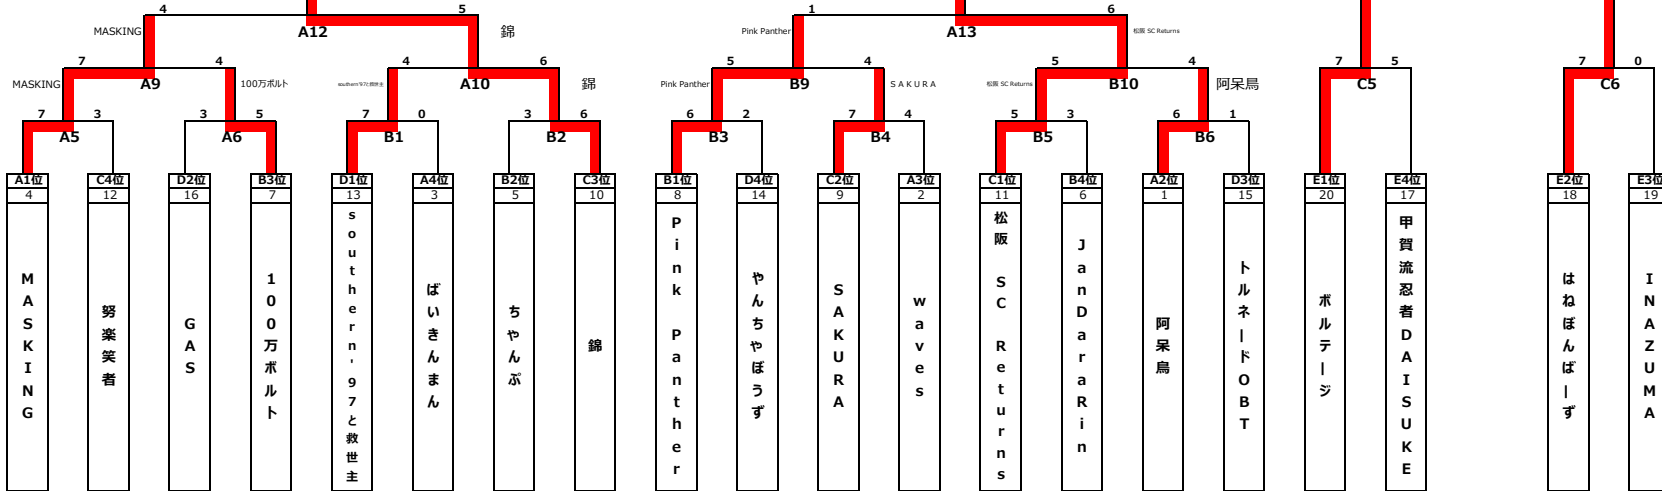 4 5 1 6
MASKING A12 錦 Pink Panther A13 松阪 SC Returns
7 4 4 6 5 4 5 4 7 5 7 0
MASKING A9 100万ボルト southern'97と救世主 A10 錦 Pink Panther B9 SAKURA 松阪 SC Returns B10 阿呆鳥 C5 C6
7 3 3 5 7 0 3 6 6 2 7 4 5 3 6 1
A5 A6 B1 B2 B3 B4 B5 B6
A1位 C4位 D2位 B3位 D1位 A4位 B2位 C3位 B1位 D4位 C2位 A3位 C1位 B4位 A2位 D3位 E1位 E4位 E2位 E3位
4 12 16 7 13 3 5 10 8 14 9 2 11 6 1 15 20 17 18 19
MASKING
努楽笑者
GAS
100万ボルト
southern'97と救世主
ばいきんまん
ちゃんぷ
錦
Pink Panther
やんちゃぼうず
SAKURA
waves
松阪 SC Returns
JanDaraRin
阿呆鳥
トルネードOBT
ボルテージ
甲賀流忍者DAISUKE
はねぼんばーず
INAZUMA